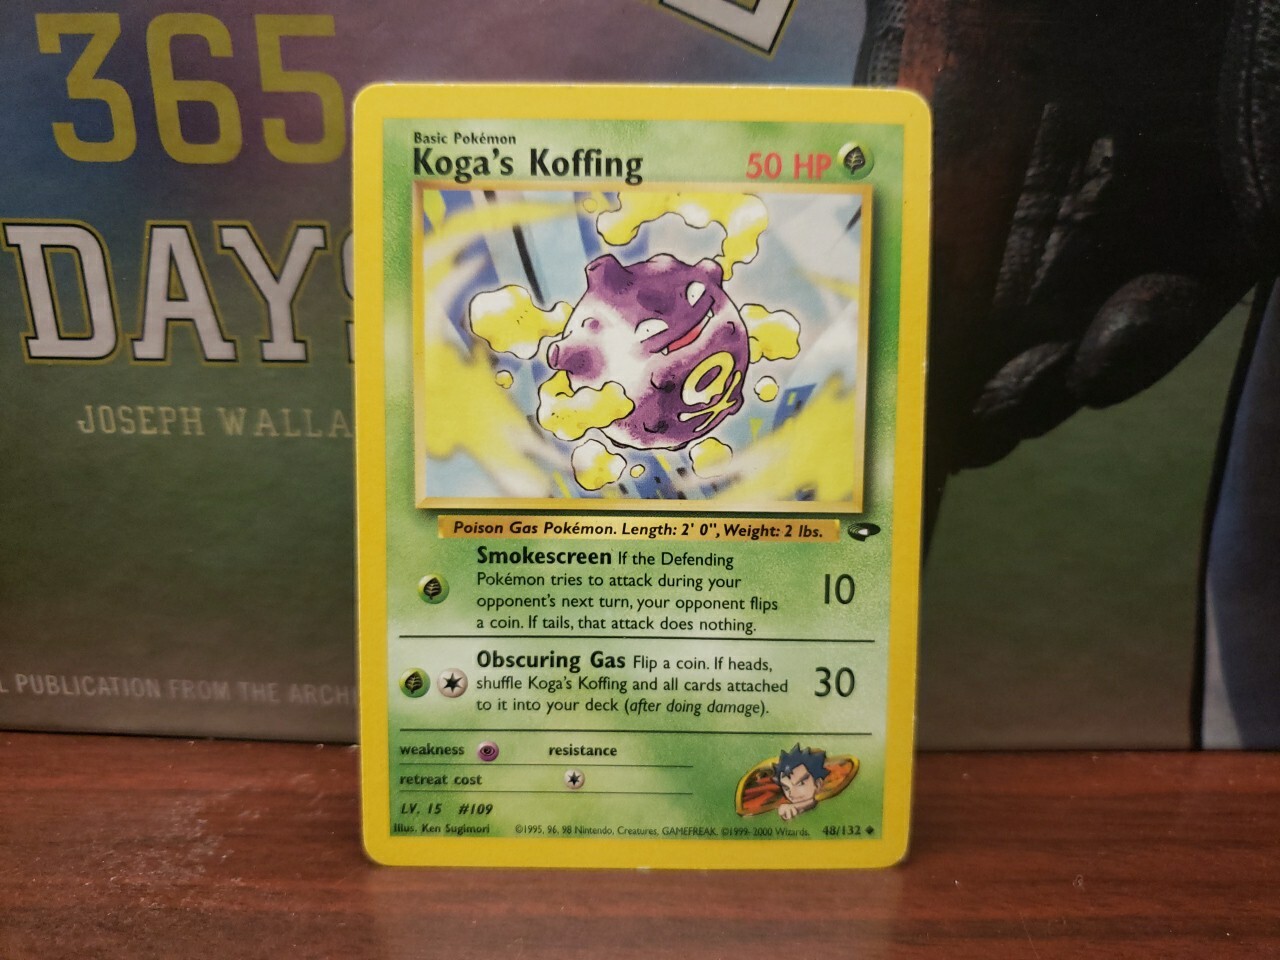 365
DAYS
JOSEPH WALLA
L PUBLICATION FROM THE ARCH
Basic Pokémon
Koga's Koffing
50 HP
Poison Gas Pokémon. Length: 2' 0", Weight: 2 lbs.
Smokescreen If the Defending
Pokémon tries to attack during your
opponent's next turn, your opponent flips
a coin. If tails, that attack does nothing.
10
Obscuring Gas Flip a coin. If heads,
shuffle Koga's Koffing and all cards attached
to it into your deck (after doing damage).
30
weakness
resistance
retreat cost
LV. 15 #109
Illus. Ken Sugimori
©1995, 96, 98 Nintendo, Creatures, GAMEFREAK. ©1999-2000 Wizards.
48/132